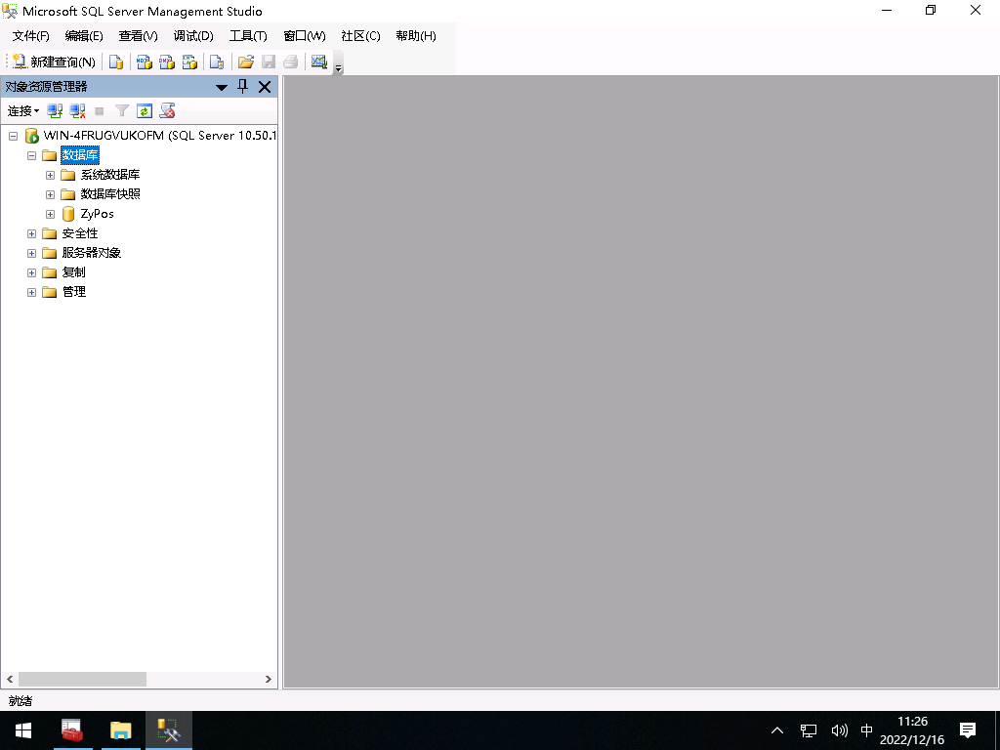 Microsoft SQL Server Management Studio
文件(F) 编辑(E) 查看(V) 调试(D) 工具(T) 窗口(W) 社区(C) 帮助(H)
新建查询(N)
对象资源管理器
连接
WIN-4FRUGVUKOFM (SQL Server 10.50.1
数据库
系统数据库
数据库快照
ZyPos
安全性
服务器对象
复制
管理
就绪
中
11:26
2022/12/16